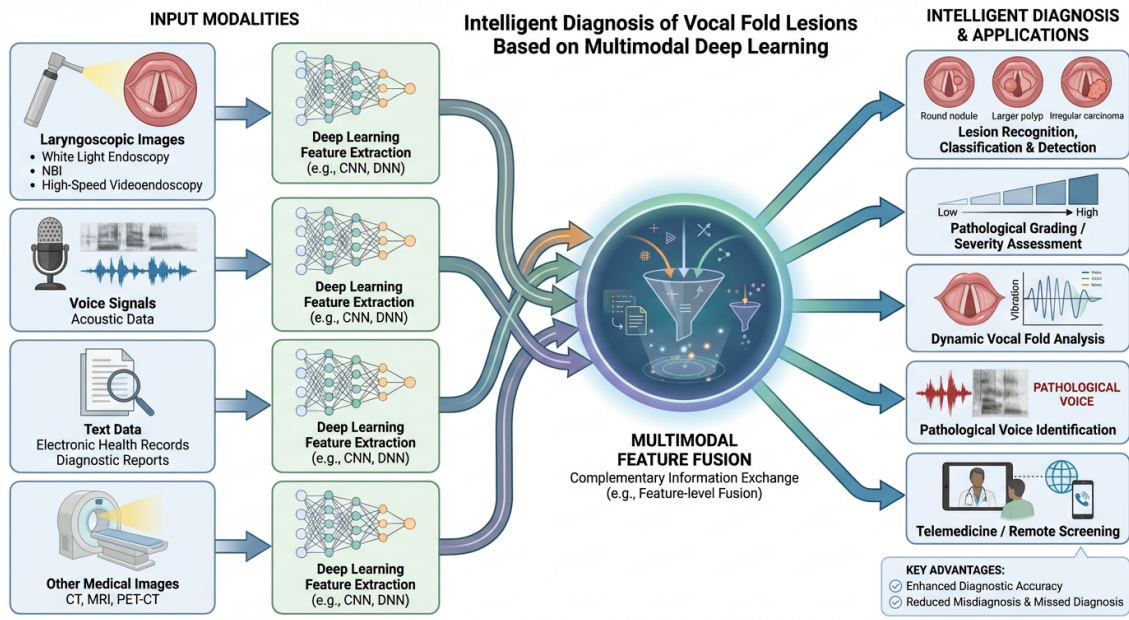 INPUT MODALITIES
Laryngoscopic Images
• White Light Endoscopy
• NBI
• High-Speed Videoendoscopy
Voice Signals
Acoustic Data
Text Data
Electronic Health Records
Diagnostic Reports
Other Medical Images
CT, MRI, PET-CT
Deep Learning
Feature Extraction
(e.g., CNN, DNN)
Deep Learning
Feature Extraction
(e.g., CNN, DNN)
Deep Learning
Feature Extraction
(e.g., CNN, DNN)
Deep Learning
Feature Extraction
(e.g., CNN, DNN)
Intelligent Diagnosis of Vocal Fold Lesions
Based on Multimodal Deep Learning
MULTIMODAL
FEATURE FUSION
Complementary Information Exchange
(e.g., Feature-level Fusion)
INTELLIGENT DIAGNOSIS
& APPLICATIONS
Round nodule
Larger polyp
Irregular carcinoma
Lesion Recognition,
Classification & Detection
Low
High
Pathological Grading /
Severity Assessment
Vibration
Dynamic Vocal Fold Analysis
PATHOLOGICAL
VOICE
Pathological Voice Identification
Telemedicine / Remote Screening
KEY ADVANTAGES:
Enhanced Diagnostic Accuracy
Reduced Misdiagnosis & Missed Diagnosis